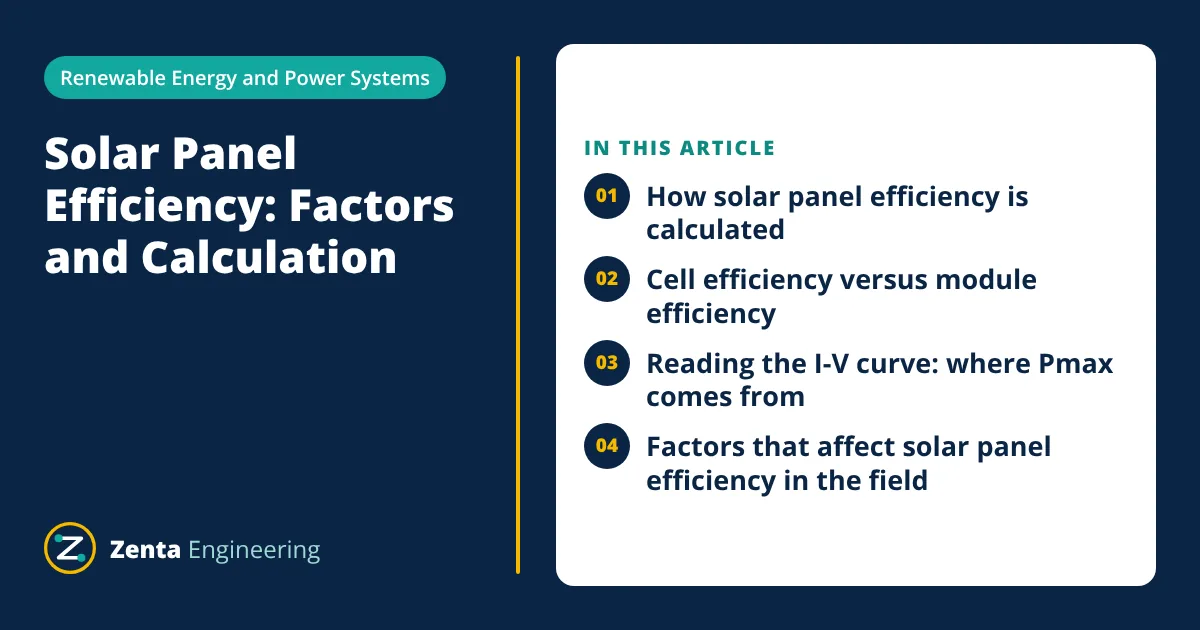 Renewable Energy and Power Systems
Solar Panel
Efficiency: Factors
and Calculation
Zenta Engineering
IN THIS ARTICLE
01 How solar panel efficiency is
calculated
02 Cell efficiency versus module
efficiency
03 Reading the I-V curve: where Pmax
comes from
04 Factors that affect solar panel
efficiency in the field